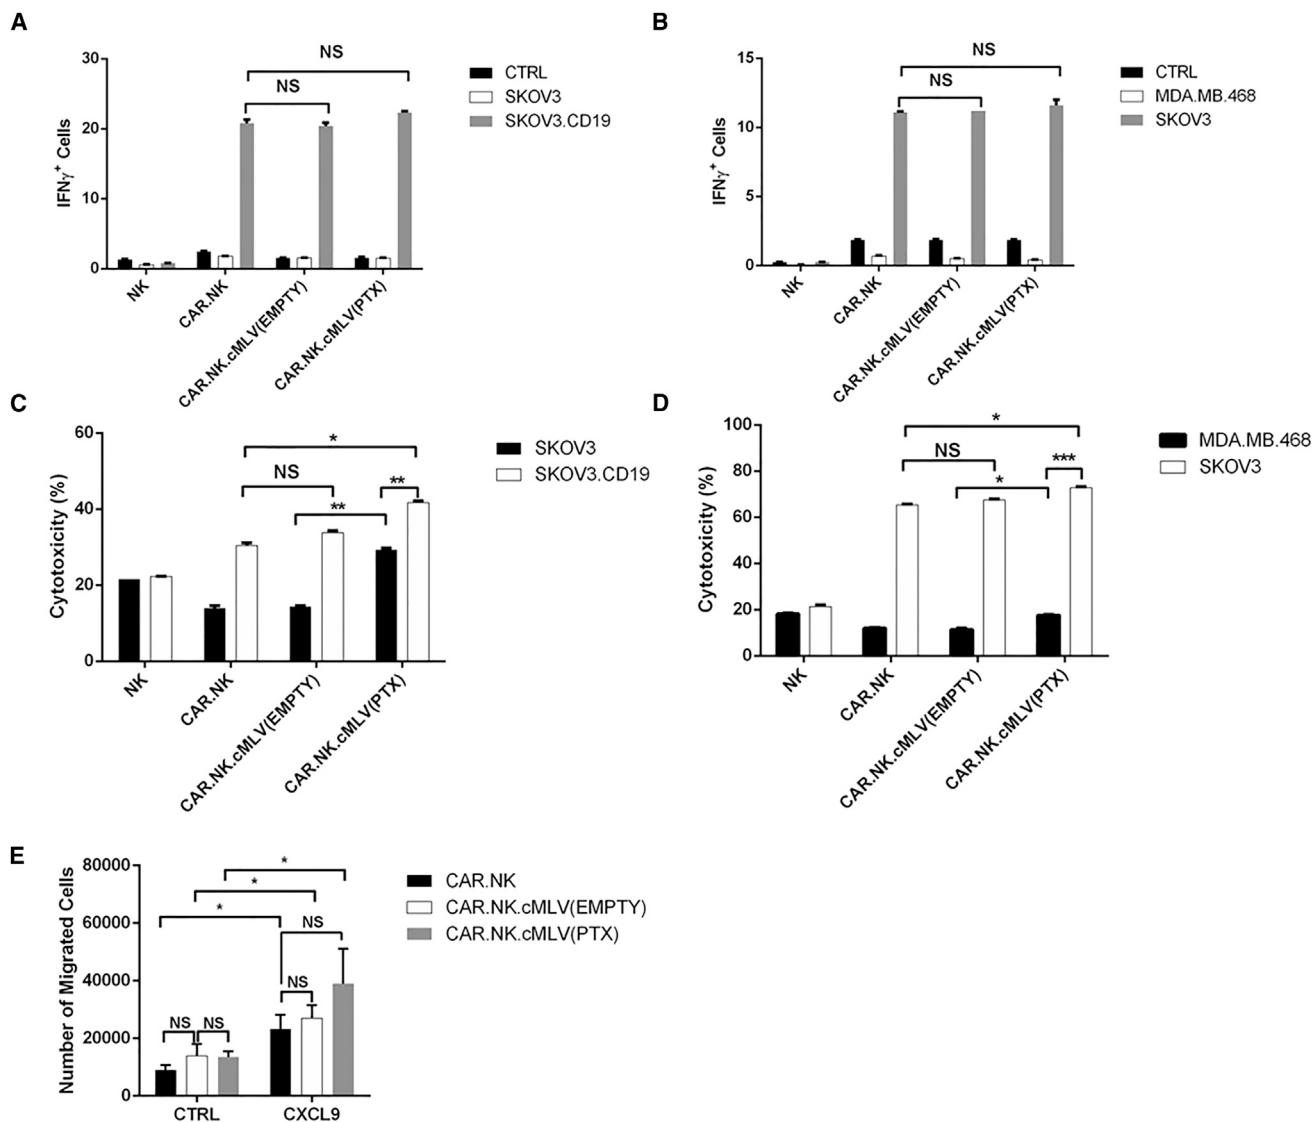 A
NS
NS
30
20
10
0
IFNγ+ Cells
CTRL
SKOV3
SKOV3.CD19
NK
CAR.NK
CAR.NK.cMLV(EMPTY)
CAR.NK.cMLV(PTX)
B
NS
NS
15
10
5
0
IFNγ+ Cells
CTRL
MDA.MB.468
SKOV3
NK
CAR.NK
CAR.NK.cMLV(EMPTY)
CAR.NK.cMLV(PTX)
C
*
NS
**
**
60
40
20
0
Cytotoxicity (%)
SKOV3
SKOV3.CD19
NK
CAR.NK
CAR.NK.cMLV(EMPTY)
CAR.NK.cMLV(PTX)
D
*
NS
***
*
100
80
60
40
20
0
Cytotoxicity (%)
MDA.MB.468
SKOV3
NK
CAR.NK
CAR.NK.cMLV(EMPTY)
CAR.NK.cMLV(PTX)
E
*
*
*
NS
NS
NS
NS
80000
60000
40000
20000
0
Number of Migrated Cells
CAR.NK
CAR.NK.cMLV(EMPTY)
CAR.NK.cMLV(PTX)
CTRL
CXCL9